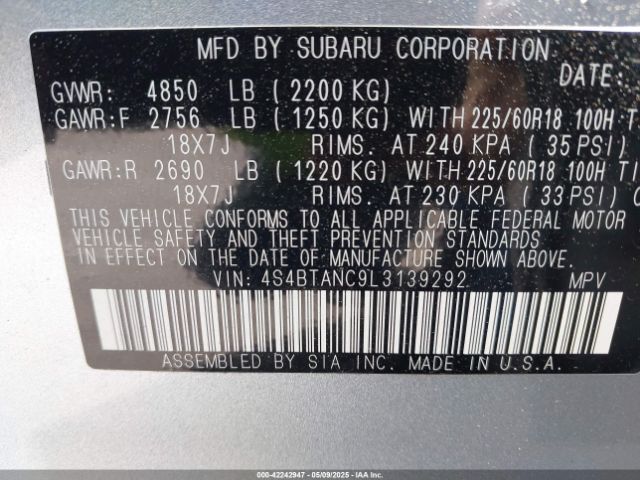 MFD BY SUBARU CORPORATION
DATE:
GVWR: 4850 LB ( 2200 KG)
GAWR:F 2756 LB ( 1250 KG) WITH 225/60R18 100H T
18X7J RIMS. AT 240 KPA ( 35 PSI)
GAWR:R 2690 LB ( 1220 KG) WITH 225/60R18 100H TI
18X7J RIMS. AT 230 KPA ( 33 PSI) C
THIS VEHICLE CONFORMS TO ALL APPLICABLE FEDERAL MOTOR
VEHICLE SAFETY AND THEFT PREVENTION STANDARDS
IN EFFECT ON THE DATE OF MANUFACTURE SHOWN ABOVE.
VIN: 4S4BTANC9L3139292 MPV
ASSEMBLED BY SIA INC. MADE IN U.S.A.
000-42242947 05/09/2025 IAAI.COM